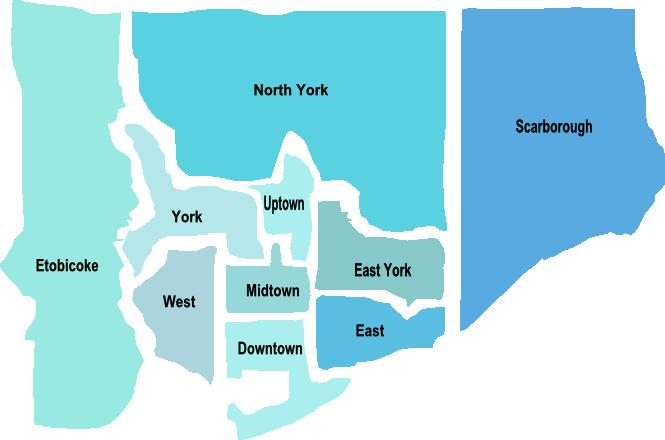 North York
Scarborough
Uptown
York
Etobicoke
East York
Midtown
West
East
Downtown